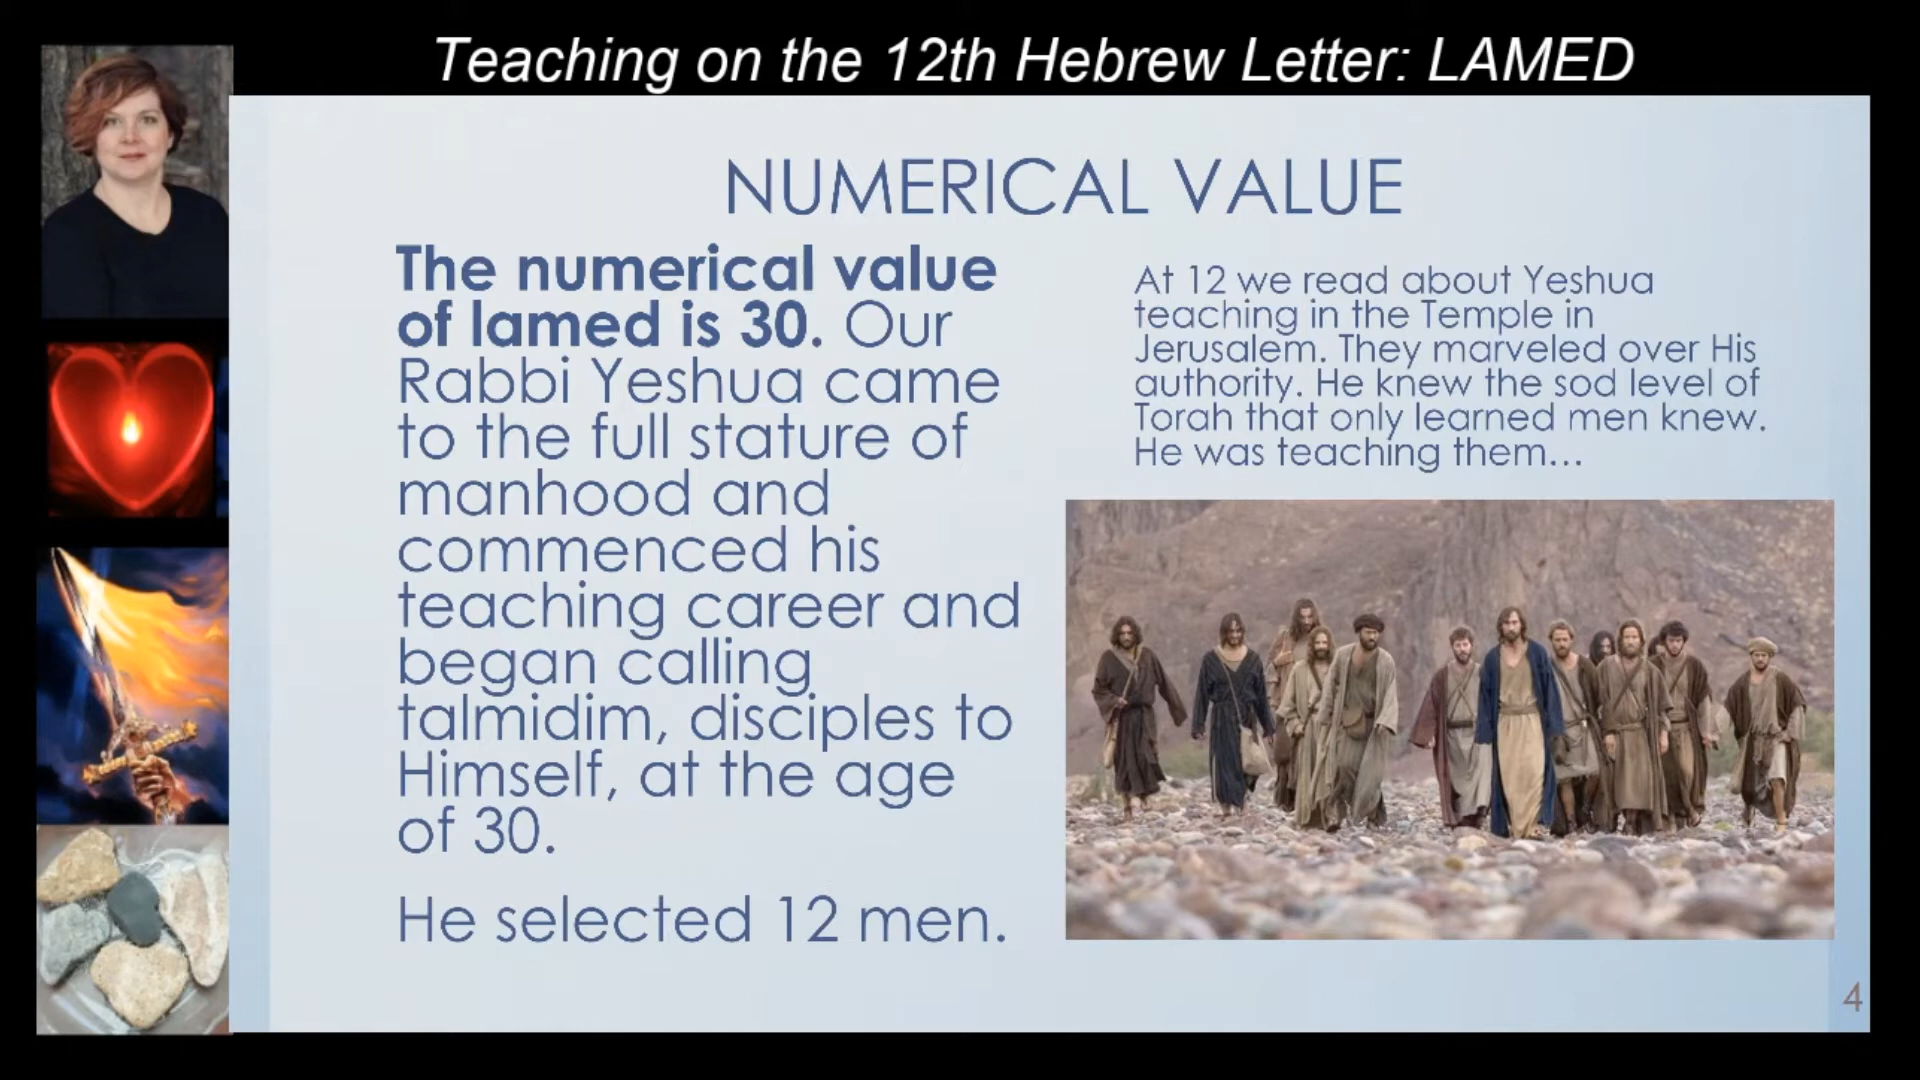 Teaching on the 12th Hebrew Letter: LAMED
NUMERICAL VALUE
The numerical value
of lamed is 30. Our
Rabbi Yeshua came
to the full stature of
manhood and
commenced his
teaching career and
began calling
talmidim, disciples to
Himself, at the age
of 30.
He selected 12 men.
At 12 we read about Yeshua
teaching in the Temple in
Jerusalem. They marveled over His
authority. He knew the sod level of
Torah that only learned men knew.
He was teaching them...
4